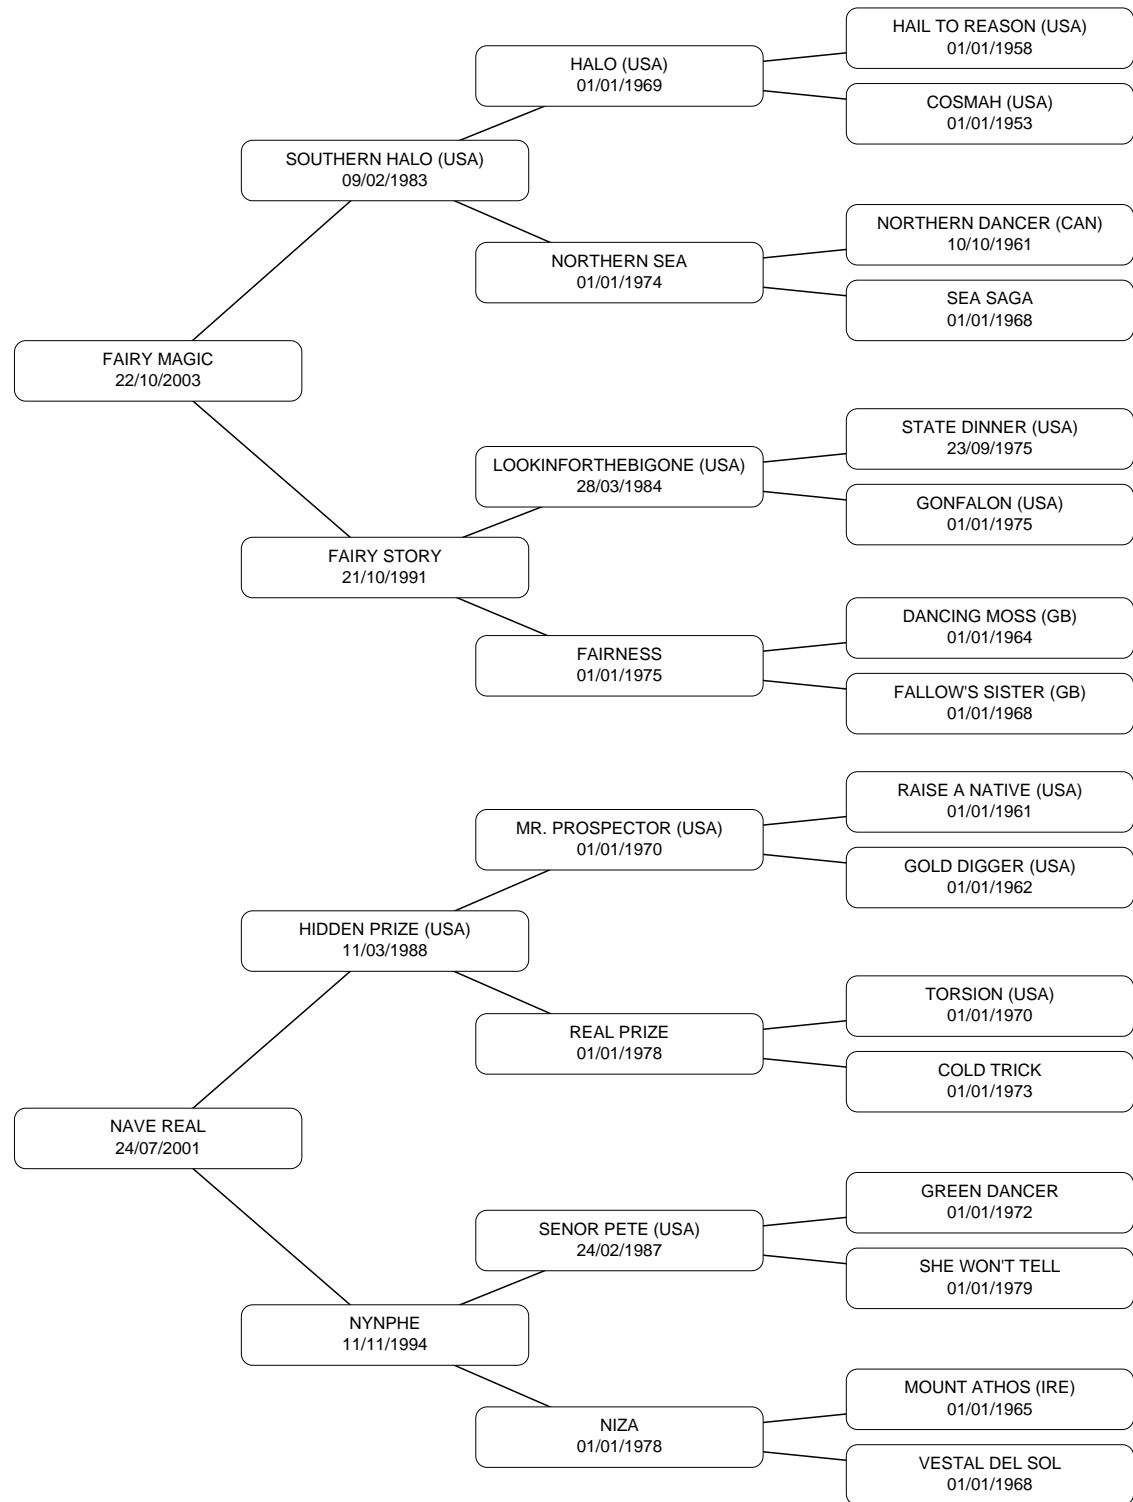 HAIL TO REASON (USA)
01/01/1958
HALO (USA)
01/01/1969
COSMAH (USA)
01/01/1953
SOUTHERN HALO (USA)
09/02/1983
NORTHERN DANCER (CAN)
10/10/1961
NORTHERN SEA
01/01/1974
SEA SAGA
01/01/1968
FAIRY MAGIC
22/10/2003
STATE DINNER (USA)
23/09/1975
LOOKINFORTHEBIGONE (USA)
28/03/1984
GONFALON (USA)
01/01/1975
FAIRY STORY
21/10/1991
DANCING MOSS (GB)
01/01/1964
FAIRNESS
01/01/1975
FALLOW'S SISTER (GB)
01/01/1968
RAISE A NATIVE (USA)
01/01/1961
MR. PROSPECTOR (USA)
01/01/1970
GOLD DIGGER (USA)
01/01/1962
HIDDEN PRIZE (USA)
11/03/1988
TORSION (USA)
01/01/1970
REAL PRIZE
01/01/1978
COLD TRICK
01/01/1973
NAVE REAL
24/07/2001
GREEN DANCER
01/01/1972
SENOR PETE (USA)
24/02/1987
SHE WON'T TELL
01/01/1979
NYNPHE
11/11/1994
MOUNT ATHOS (IRE)
01/01/1965
NIZA
01/01/1978
VESTAL DEL SOL
01/01/1968